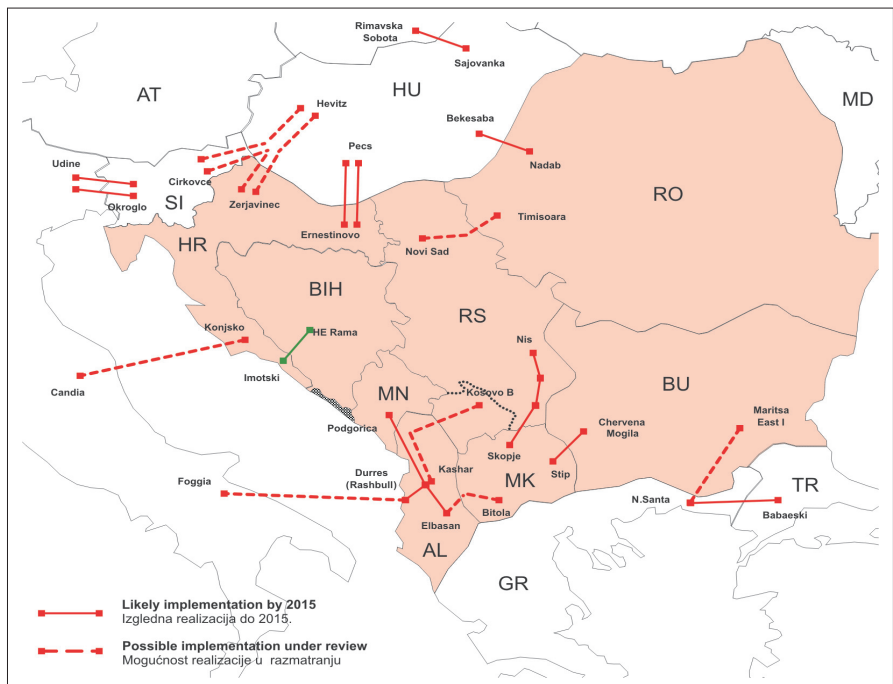 Rimavska
Sobota
Sajovanka
AT
HU
MD
Hevitz
Bekesaba
Pecs
Nadab
Udine
Cirkovce
Okroglo
SI
Zerjavinec
RO
Timisoara
Ernestinovo
HR
Novi Sad
BIH
RS
Konjsko
HE Rama
Nis
Imotski
Candia
BU
MN
Kosovo B
Podgorica
Chervena
Mogila
Maritsa
East I
Skopje
Kashar
Durres
(Rashbull)
Stip
MK
Foggia
TR
N.Santa
Bitola
Babaeski
Elbasan
AL
GR
Likely implementation by 2015
Izgledna realizacija do 2015.
Possible implementation under review
Mogućnost realizacije u razmatranju